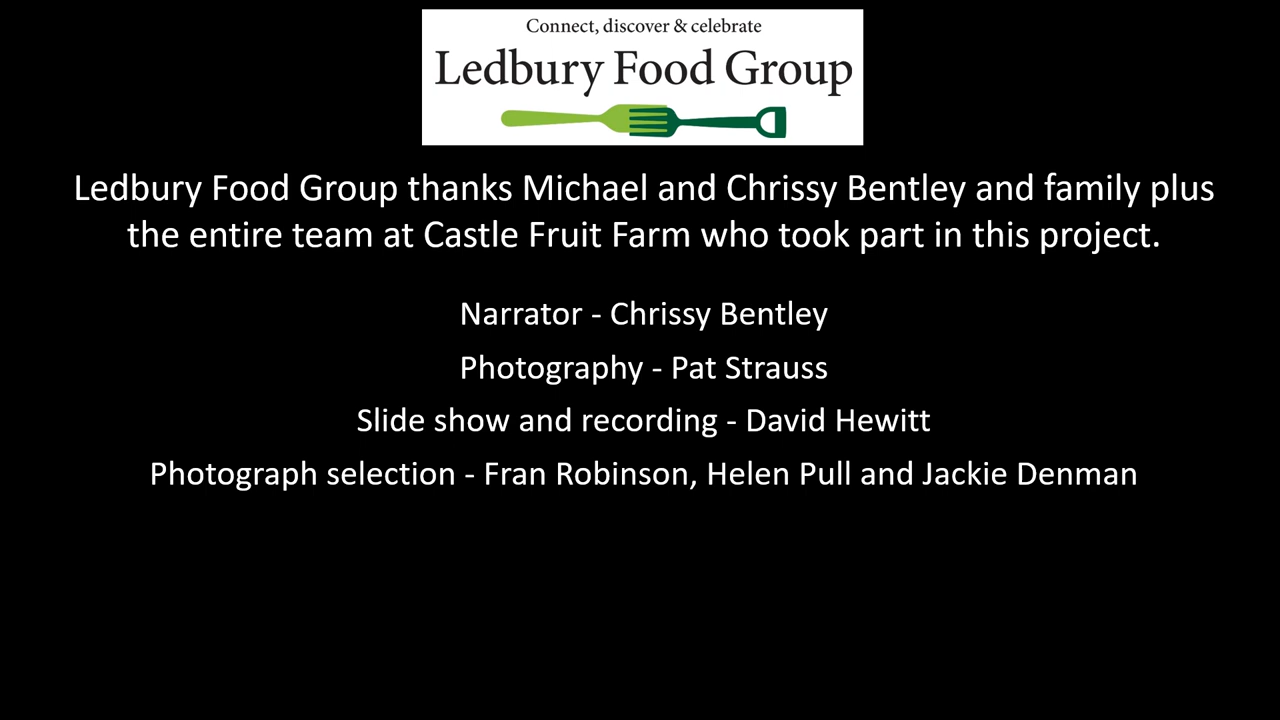 Connect, discover & celebrate
Ledbury Food Group
Ledbury Food Group thanks Michael and Chrissy Bentley and family plus
the entire team at Castle Fruit Farm who took part in this project.
Narrator - Chrissy Bentley
Photography - Pat Strauss
Slide show and recording - David Hewitt
Photograph selection - Fran Robinson, Helen Pull and Jackie Denman